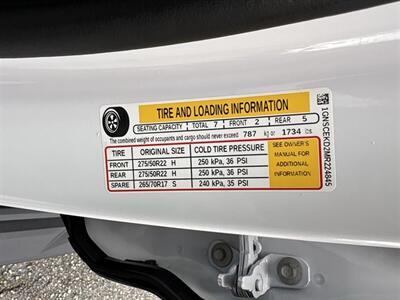 TIRE AND LOADING INFORMATION
SEATING CAPACITY TOTAL 7 FRONT 2 REAR 5
The combined weight of occupants and cargo should never exceed 787 kg or 1734 lbs
TIRE ORIGINAL SIZE COLD TIRE PRESSURE
FRONT 275/50R22 H 250 kPa, 36 PSI
REAR 275/50R22 H 250 kPa, 36 PSI
SPARE 265/70R17 S 240 kPa, 35 PSI
SEE OWNER'S
MANUAL FOR
ADDITIONAL
INFORMATION
1GNSCEKD2MR224845